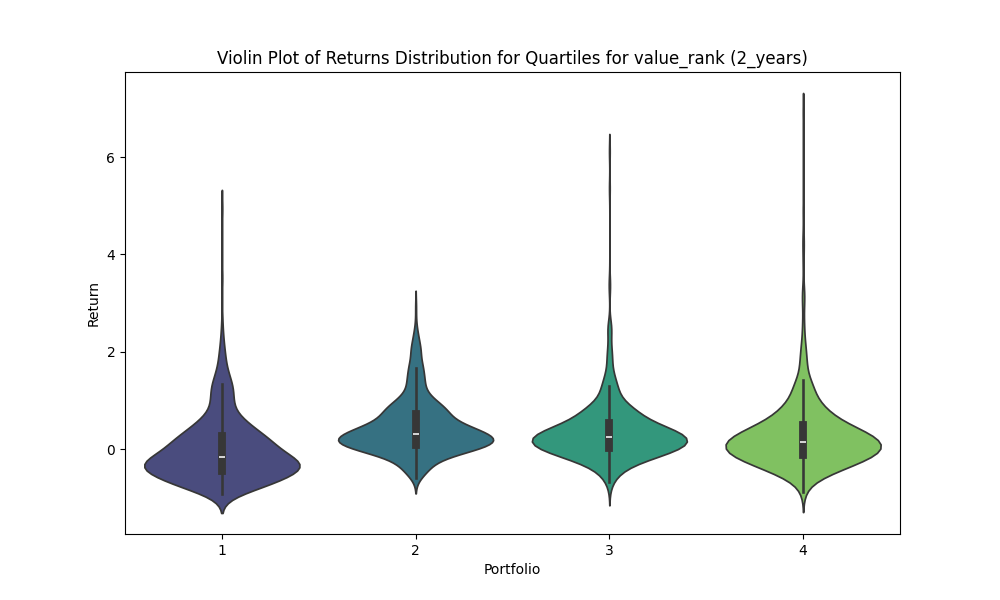 Violin Plot of Returns Distribution for Quartiles for value_rank (2_years)
6
4
2
0
Return
1 2 3 4
Portfolio